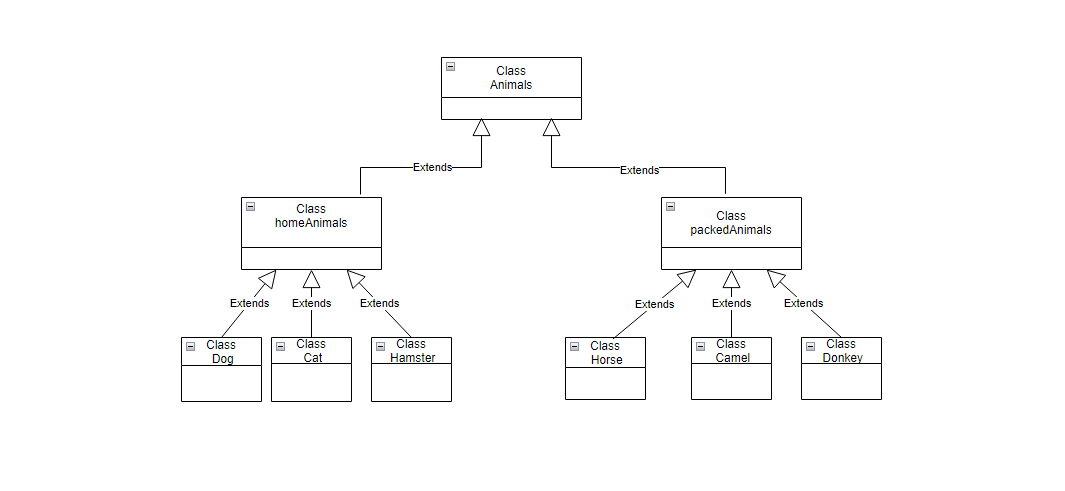 Class
Animals
Extends
Extends
Class
homeAnimals
Class
packedAnimals
Extends
Extends
Extends
Extends
Extends
Extends
Class
Dog
Class
Cat
Class
Hamster
Class
Horse
Class
Camel
Class
Donkey